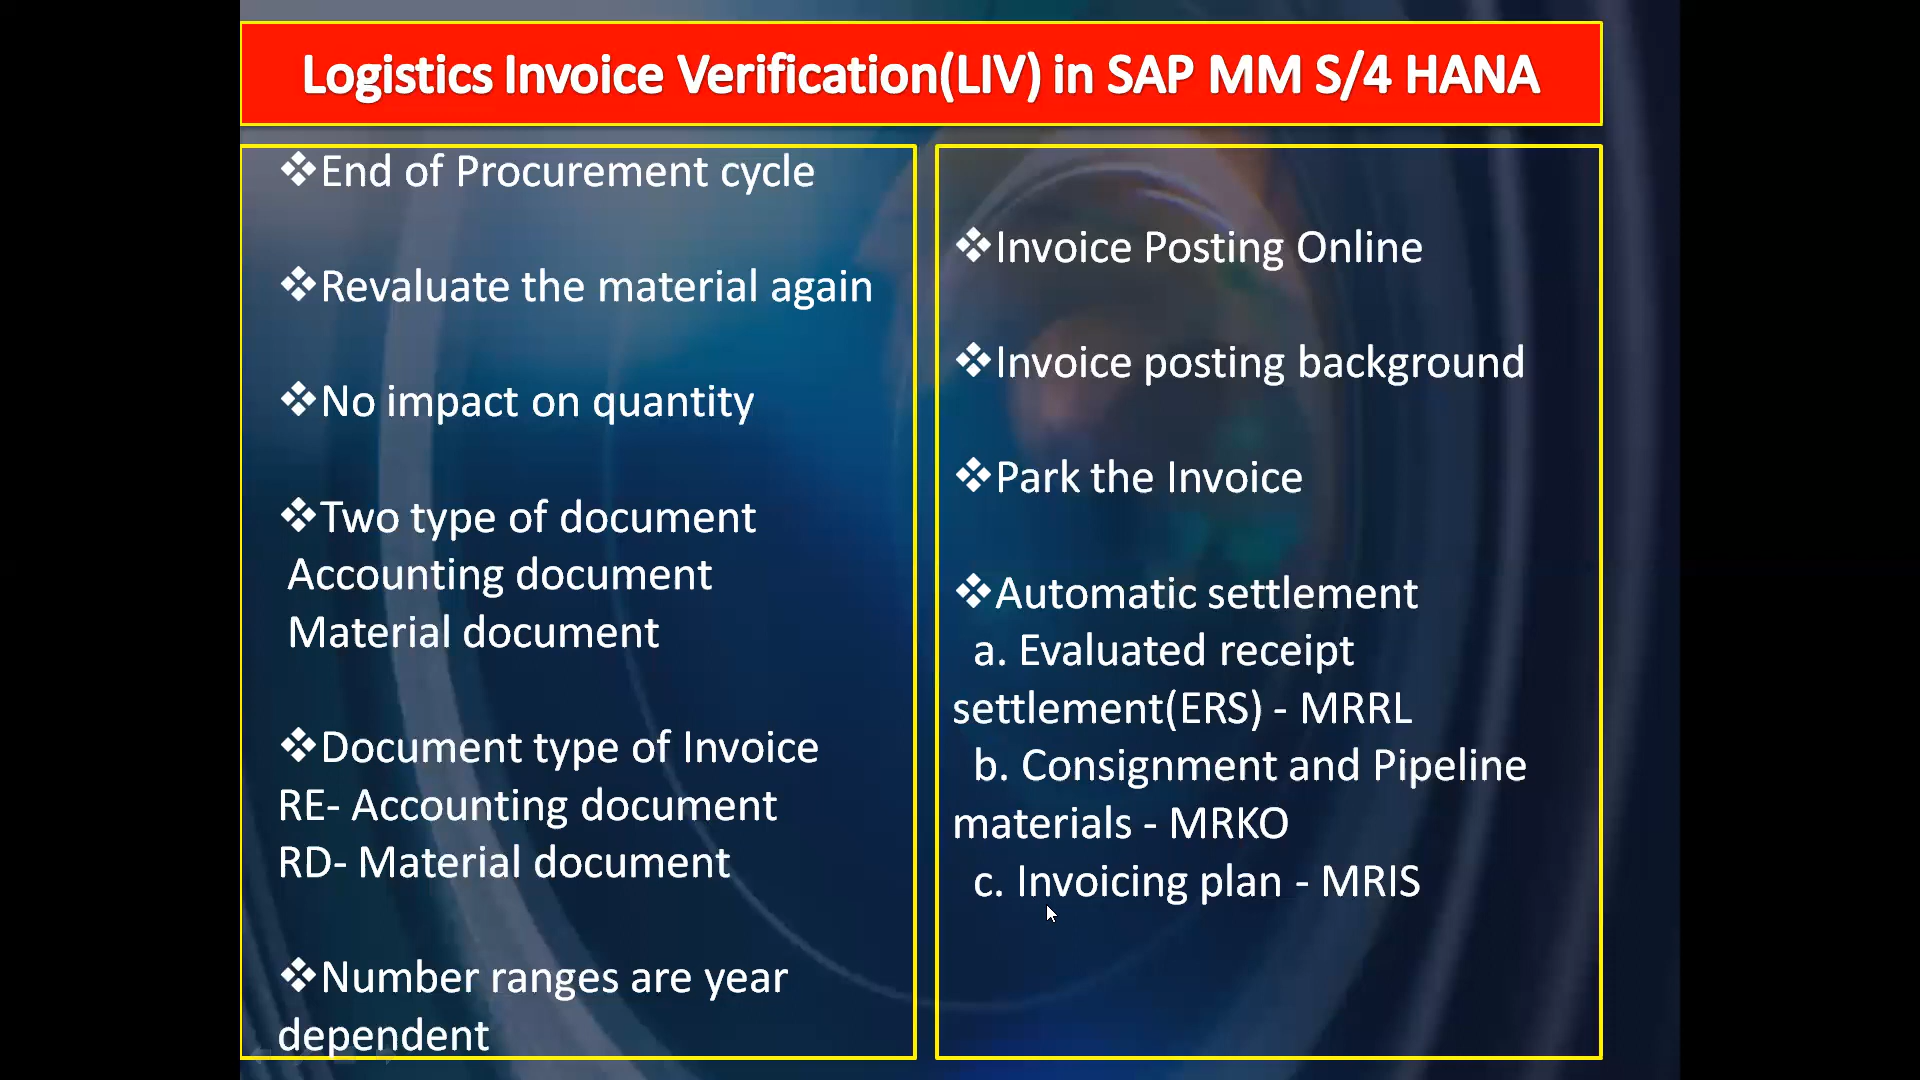 Logistics Invoice Verification(LIV) in SAP MM S/4 HANA
❖End of Procurement cycle
❖Revaluate the material again
❖No impact on quantity
❖Two type of document
Accounting document
Material document
❖Document type of Invoice
RE- Accounting document
RD- Material document
❖Number ranges are year
dependent
❖Invoice Posting Online
❖Invoice posting background
❖Park the Invoice
❖Automatic settlement
a. Evaluated receipt
settlement(ERS) - MRRL
b. Consignment and Pipeline
materials - MRKO
c. Invoicing plan - MRIS